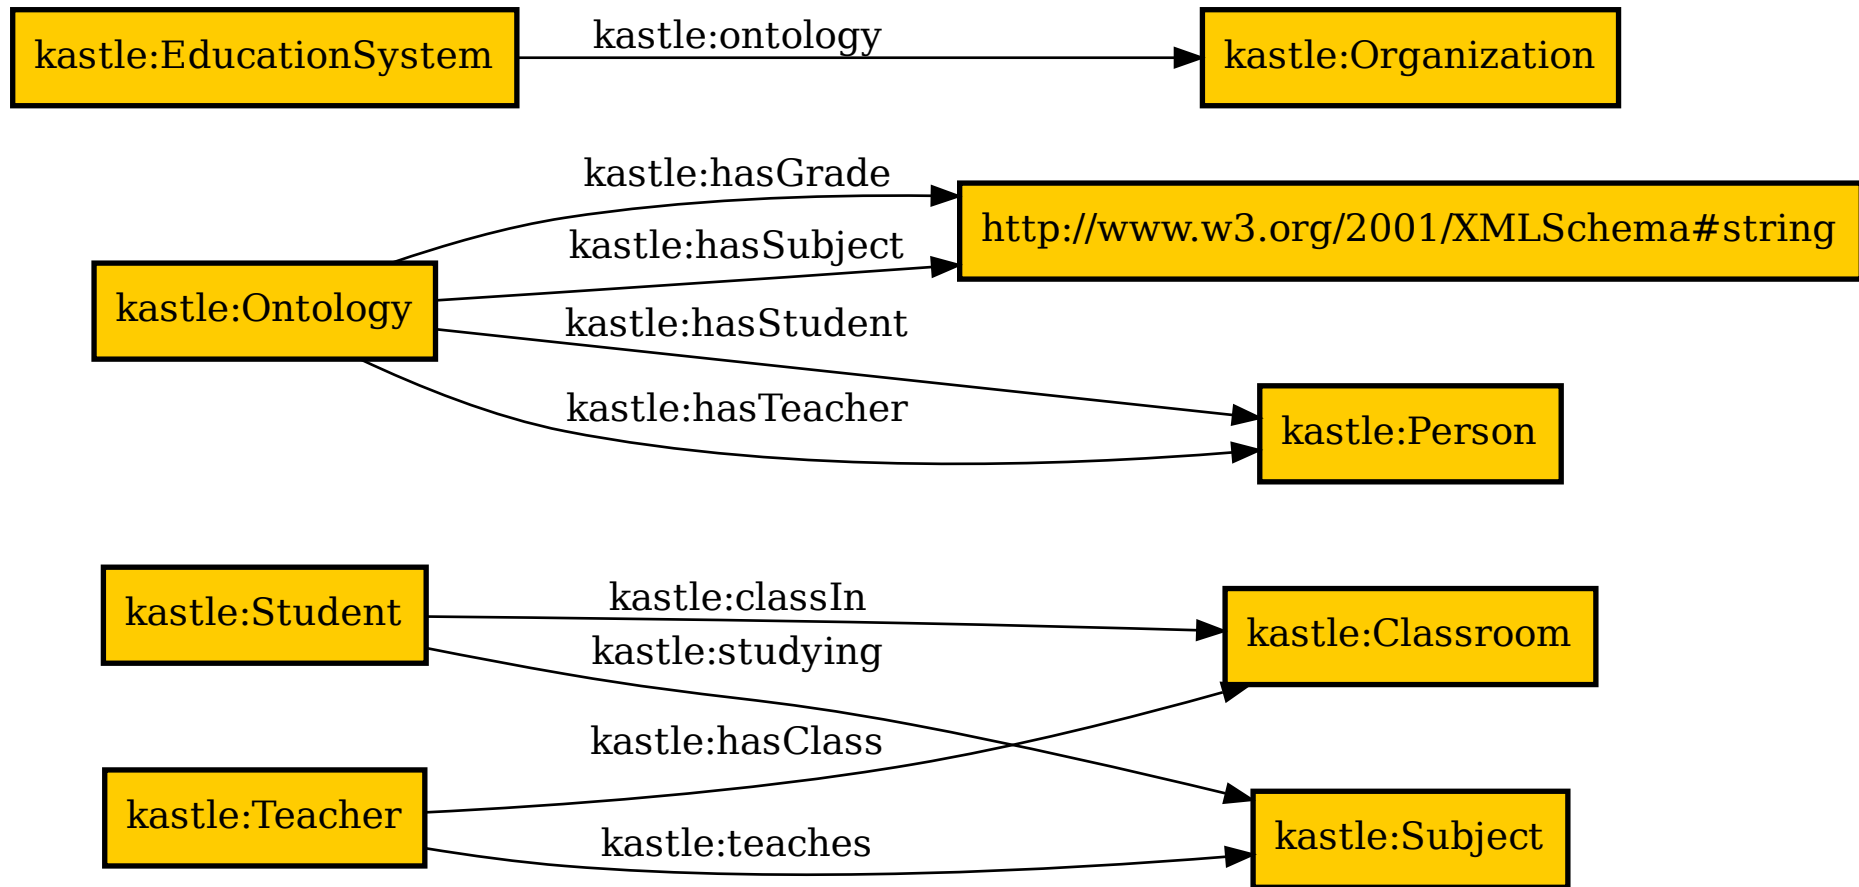 kastle:EducationSystem
kastle:ontology
kastle:Organization
kastle:hasGrade
http://www.w3.org/2001/XMLSchema#string
kastle:hasSubject
kastle:Ontology
kastle:hasStudent
kastle:hasTeacher
kastle:Person
kastle:Student
kastle:classIn
kastle:Classroom
kastle:studying
kastle:hasClass
kastle:Teacher
kastle:teaches
kastle:Subject